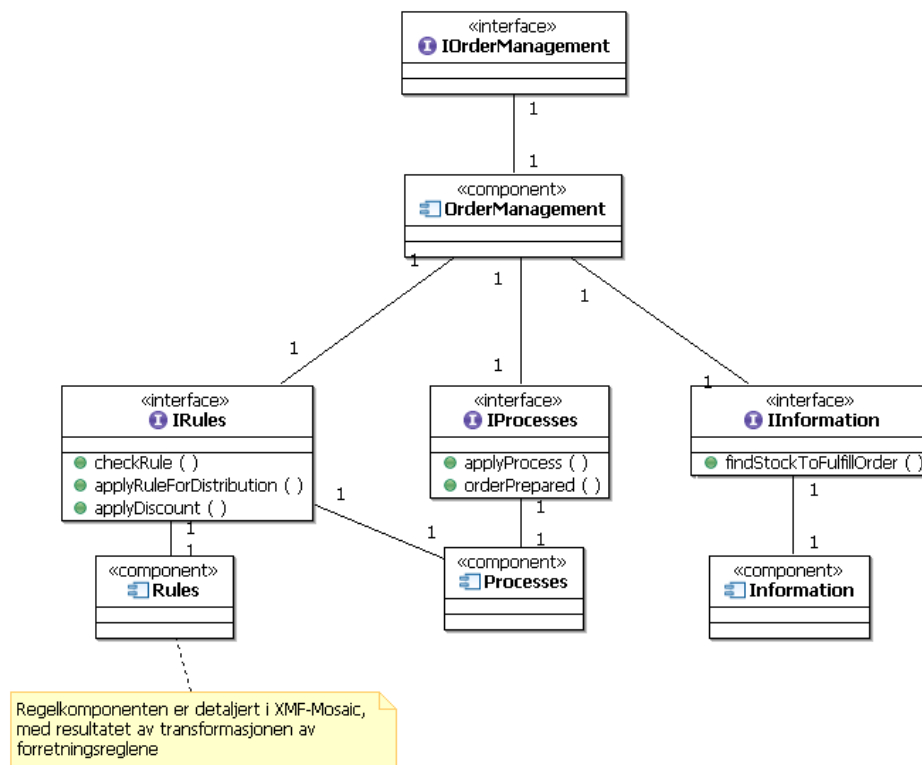 «interface»
IOrderManagement
1
1
«component»
OrderManagement
1
1
1
1
1
1
«interface»
IRules
checkRule ( )
applyRuleForDistribution ( )
applyDiscount ( )
«interface»
IProcesses
applyProcess ( )
orderPrepared ( )
«interface»
IInformation
findStockToFulfillOrder ( )
1
1
1
1
1
1
1
1
«component»
Rules
«component»
Processes
«component»
Information
Regelkomponenten er detaljert i XMF-Mosaic,
med resultatet av transformasjonen av
forretningsreglene